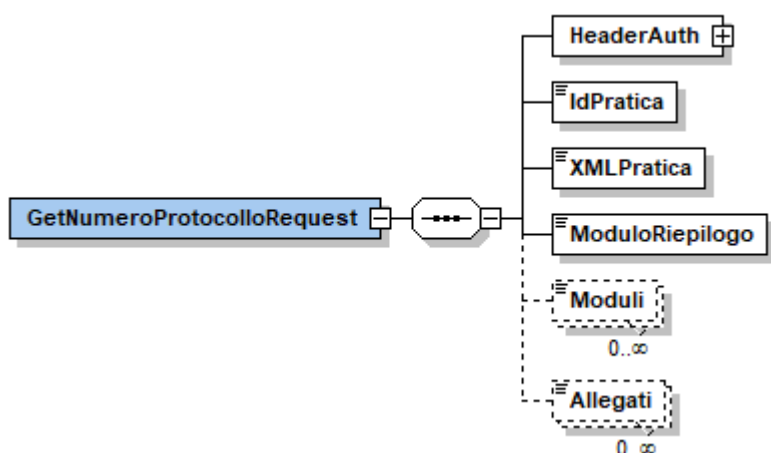 HeaderAuth
IdPratica
XMLPratica
GetNumeroProtocolloRequest
ModuloRiepilogo
Moduli
0..∞
Allegati
0..∞